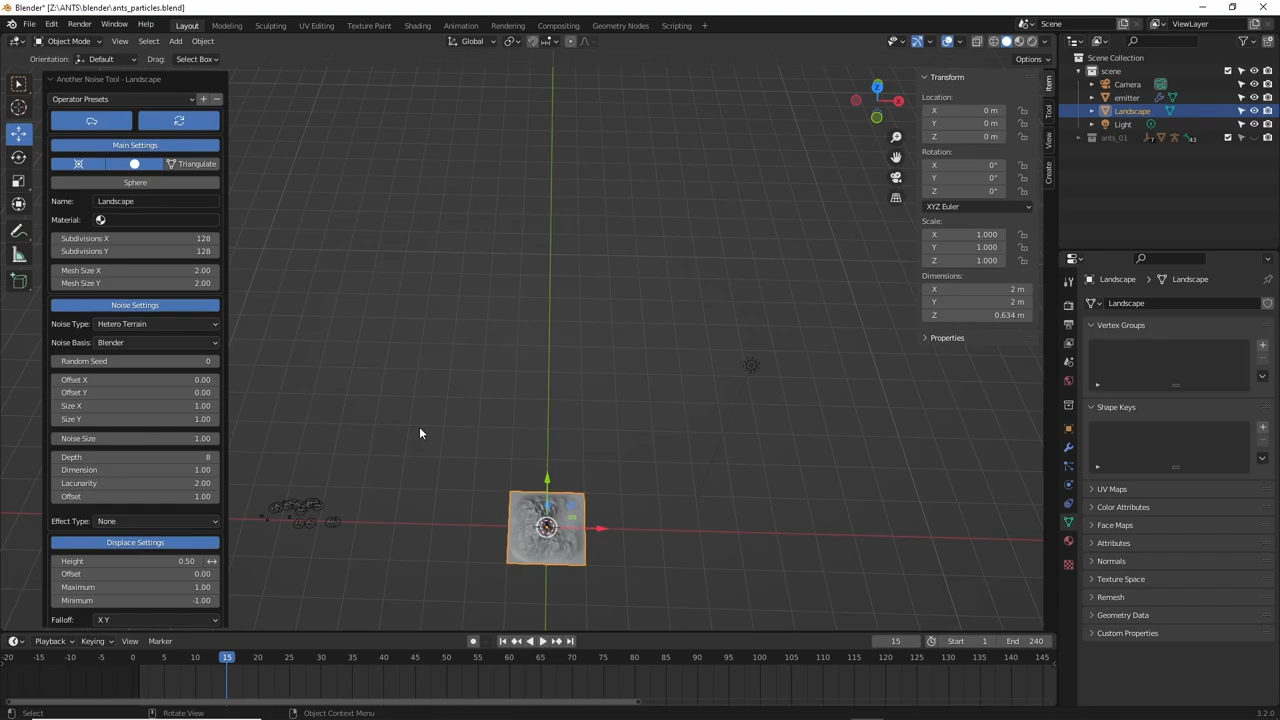 Blender* [Z:\ANTS\blender\ants_particles.blend]
File Edit Render Window Help Layout Modeling Sculpting UV Editing Texture Paint Shading Animation Rendering Compositing Geometry Nodes Scripting + Scene ViewLayer
Object Mode View Select Add Object Global
Orientation: Default Drag: Select Box Options
Another Noise Tool - Landscape
Operator Presets
Main Settings
Triangulate
Sphere
Name: Landscape
Material:
Subdivisions X 128
Subdivisions Y 128
Mesh Size X 2.00
Mesh Size Y 2.00
Noise Settings
Noise Type: Hetero Terrain
Noise Basis: Blender
Random Seed 0
Offset X 0.00
Offset Y 0.00
Size X 1.00
Size Y 1.00
Noise Size 1.00
Depth 8
Dimension 1.00
Lacunarity 2.00
Offset 1.00
Effect Type: None
Displace Settings
Height 0.50
Offset 0.00
Maximum 1.00
Minimum -1.00
Falloff: X Y
Z
X
Transform
Location:
X 0 m
Y 0 m
Z 0 m
Rotation:
X 0°
Y 0°
Z 0°
XYZ Euler
Scale:
X 1.000
Y 1.000
Z 1.000
Dimensions:
X 2 m
Y 2 m
Z 0.634 m
Properties
Item
Tool
View
Create
Scene Collection
scene
Camera
emitter
Landscape
Light
ants_01 7 43
Landscape Landscape
Landscape
Vertex Groups
Shape Keys
UV Maps
Color Attributes
Face Maps
Attributes
Normals
Texture Space
Remesh
Geometry Data
Custom Properties
Playback Keying View Marker 15 Start 1 End 240
-20 -15 -10 -5 0 5 10 15 20 25 30 35 40 45 50 55 60 65 70 75 80 85 90 95 100 105 110 115 120 125 130 135 140 145
Select Rotate View Object Context Menu 3.2.0